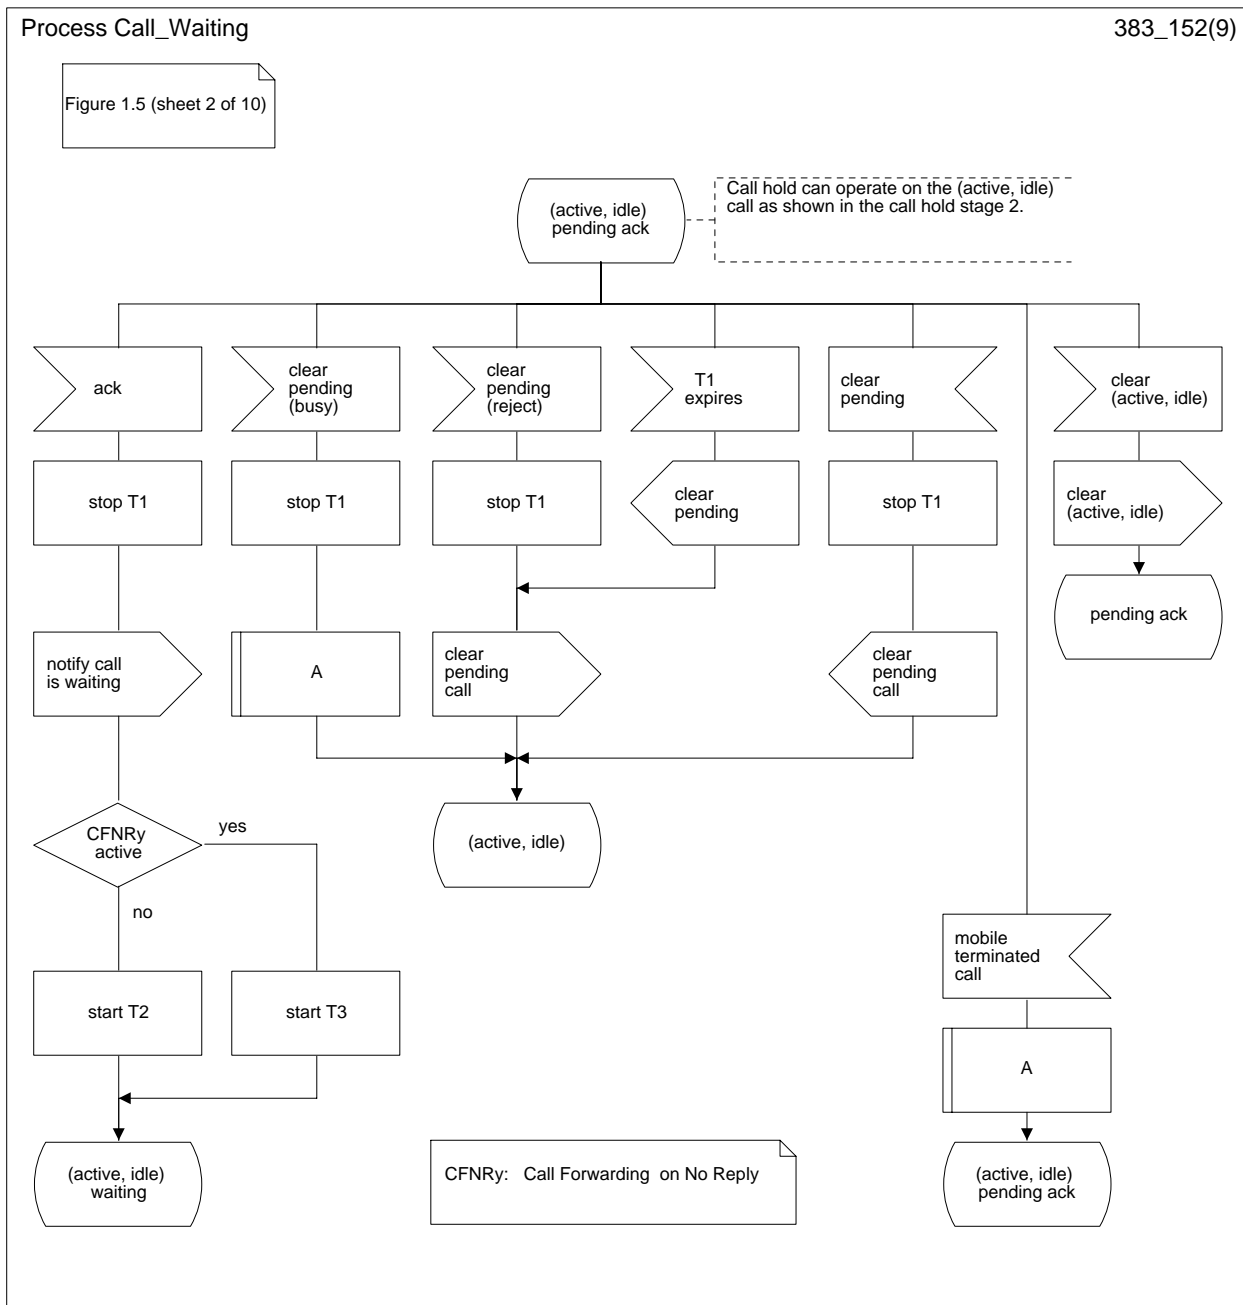 Process Call_Waiting
383_152(9)
Figure 1.5 (sheet 2 of 10)
(active, idle)
pending ack
Call hold can operate on the (active, idle)
call as shown in the call hold stage 2.
ack
clear
pending
(busy)
clear
pending
(reject)
T1
expires
clear
pending
clear
(active, idle)
stop T1
stop T1
stop T1
clear
pending
stop T1
clear
(active, idle)
pending ack
notify call
is waiting
A
clear
pending
call
clear
pending
call
CFNRy
active
yes
no
(active, idle)
mobile
terminated
call
start T2
start T3
A
(active, idle)
waiting
CFNRy: Call Forwarding on No Reply
(active, idle)
pending ack